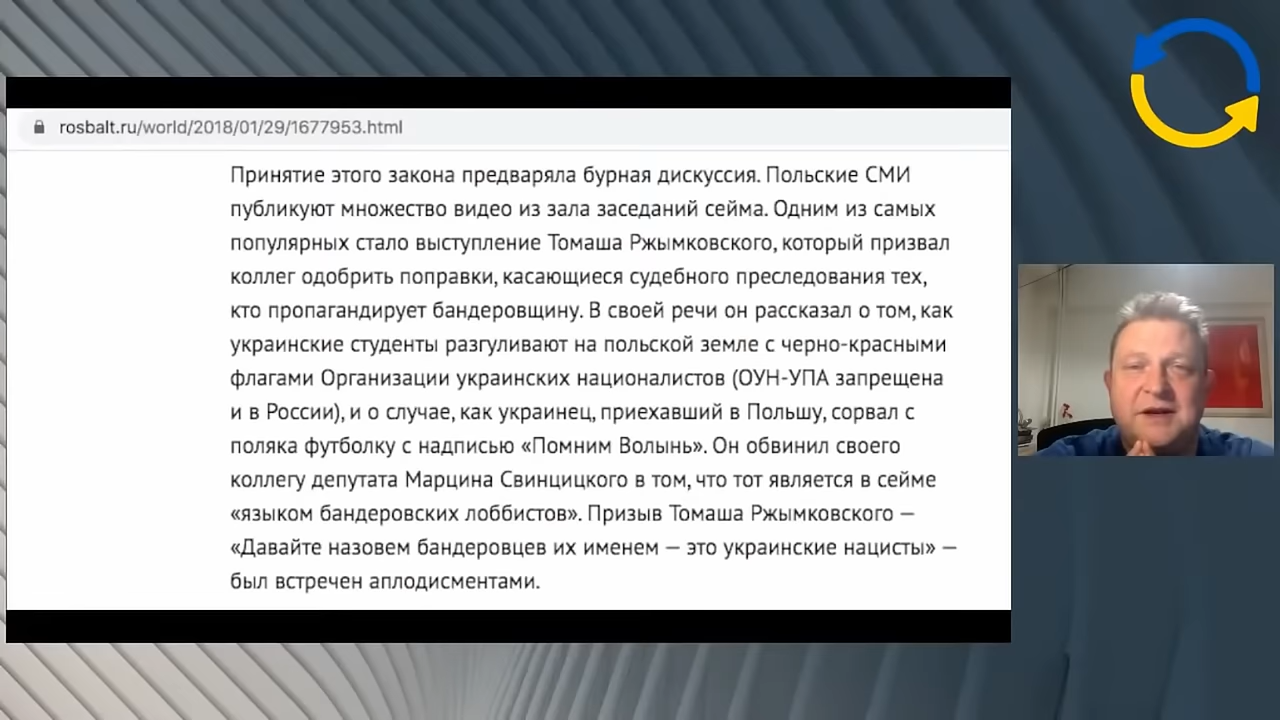 rosbalt.ru/world/2018/01/29/1677953.html
Принятие этого закона предваряла бурная дискуссия. Польские СМИ
публикуют множество видео из зала заседаний сейма. Одним из самых
популярных стало выступление Томаша Ржымковского, который призвал
коллег одобрить поправки, касающиеся судебного преследования тех,
кто пропагандирует бандеровщину. В своей речи он рассказал о том, как
украинские студенты разгуливают на польской земле с черно-красными
флагами Организации украинских националистов (ОУН-УПА запрещена
и в России), и о случае, как украинец, приехавший в Польшу, сорвал с
поляка футболку с надписью «Помним Волынь». Он обвинил своего
коллегу депутата Марцина Свинцицкого в том, что тот является в сейме
«языком бандеровских лоббистов». Призыв Томаша Ржымковского —
«Давайте назовем бандеровцев их именем — это украинские нацисты» —
был встречен аплодисментами.